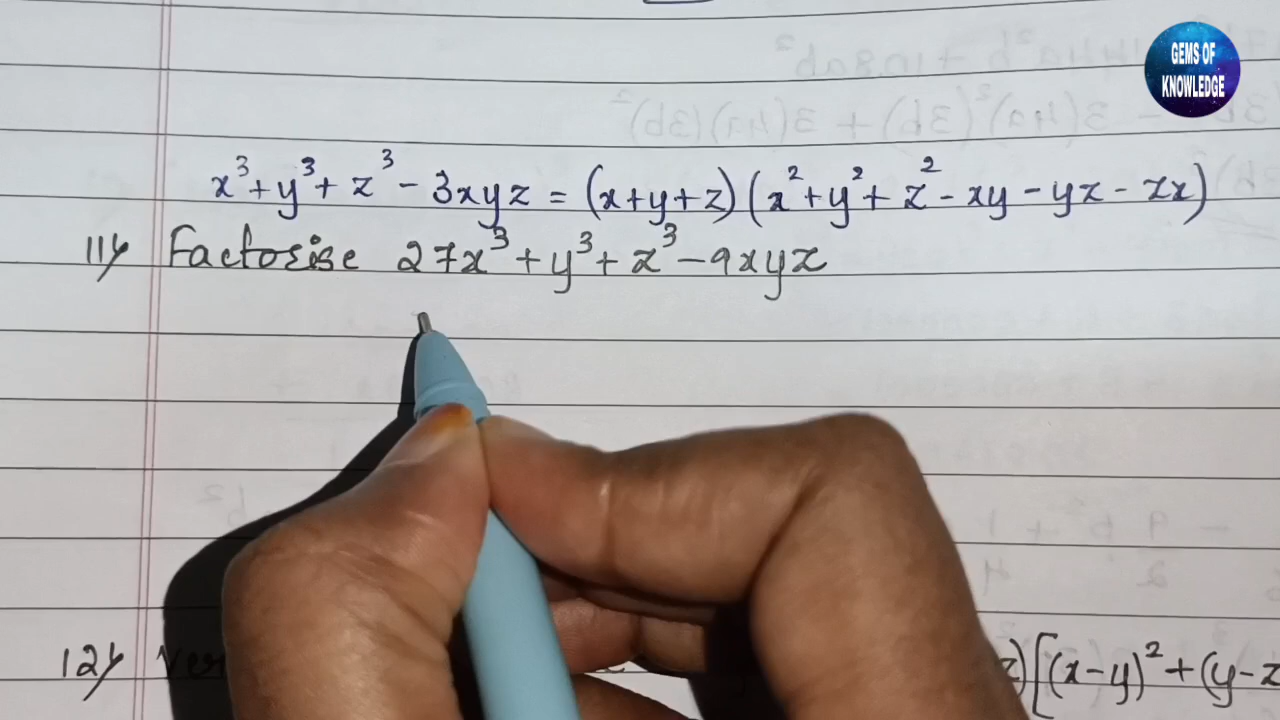 GEMS OF
KNOWLEDGE
x³+y³+z³-3xyz = (x+y+z)(x²+y²+z²-xy-yz-zx)
11) Factorise 27x³+y³+z³-9xyz
12) [(x-y)²+(y-z